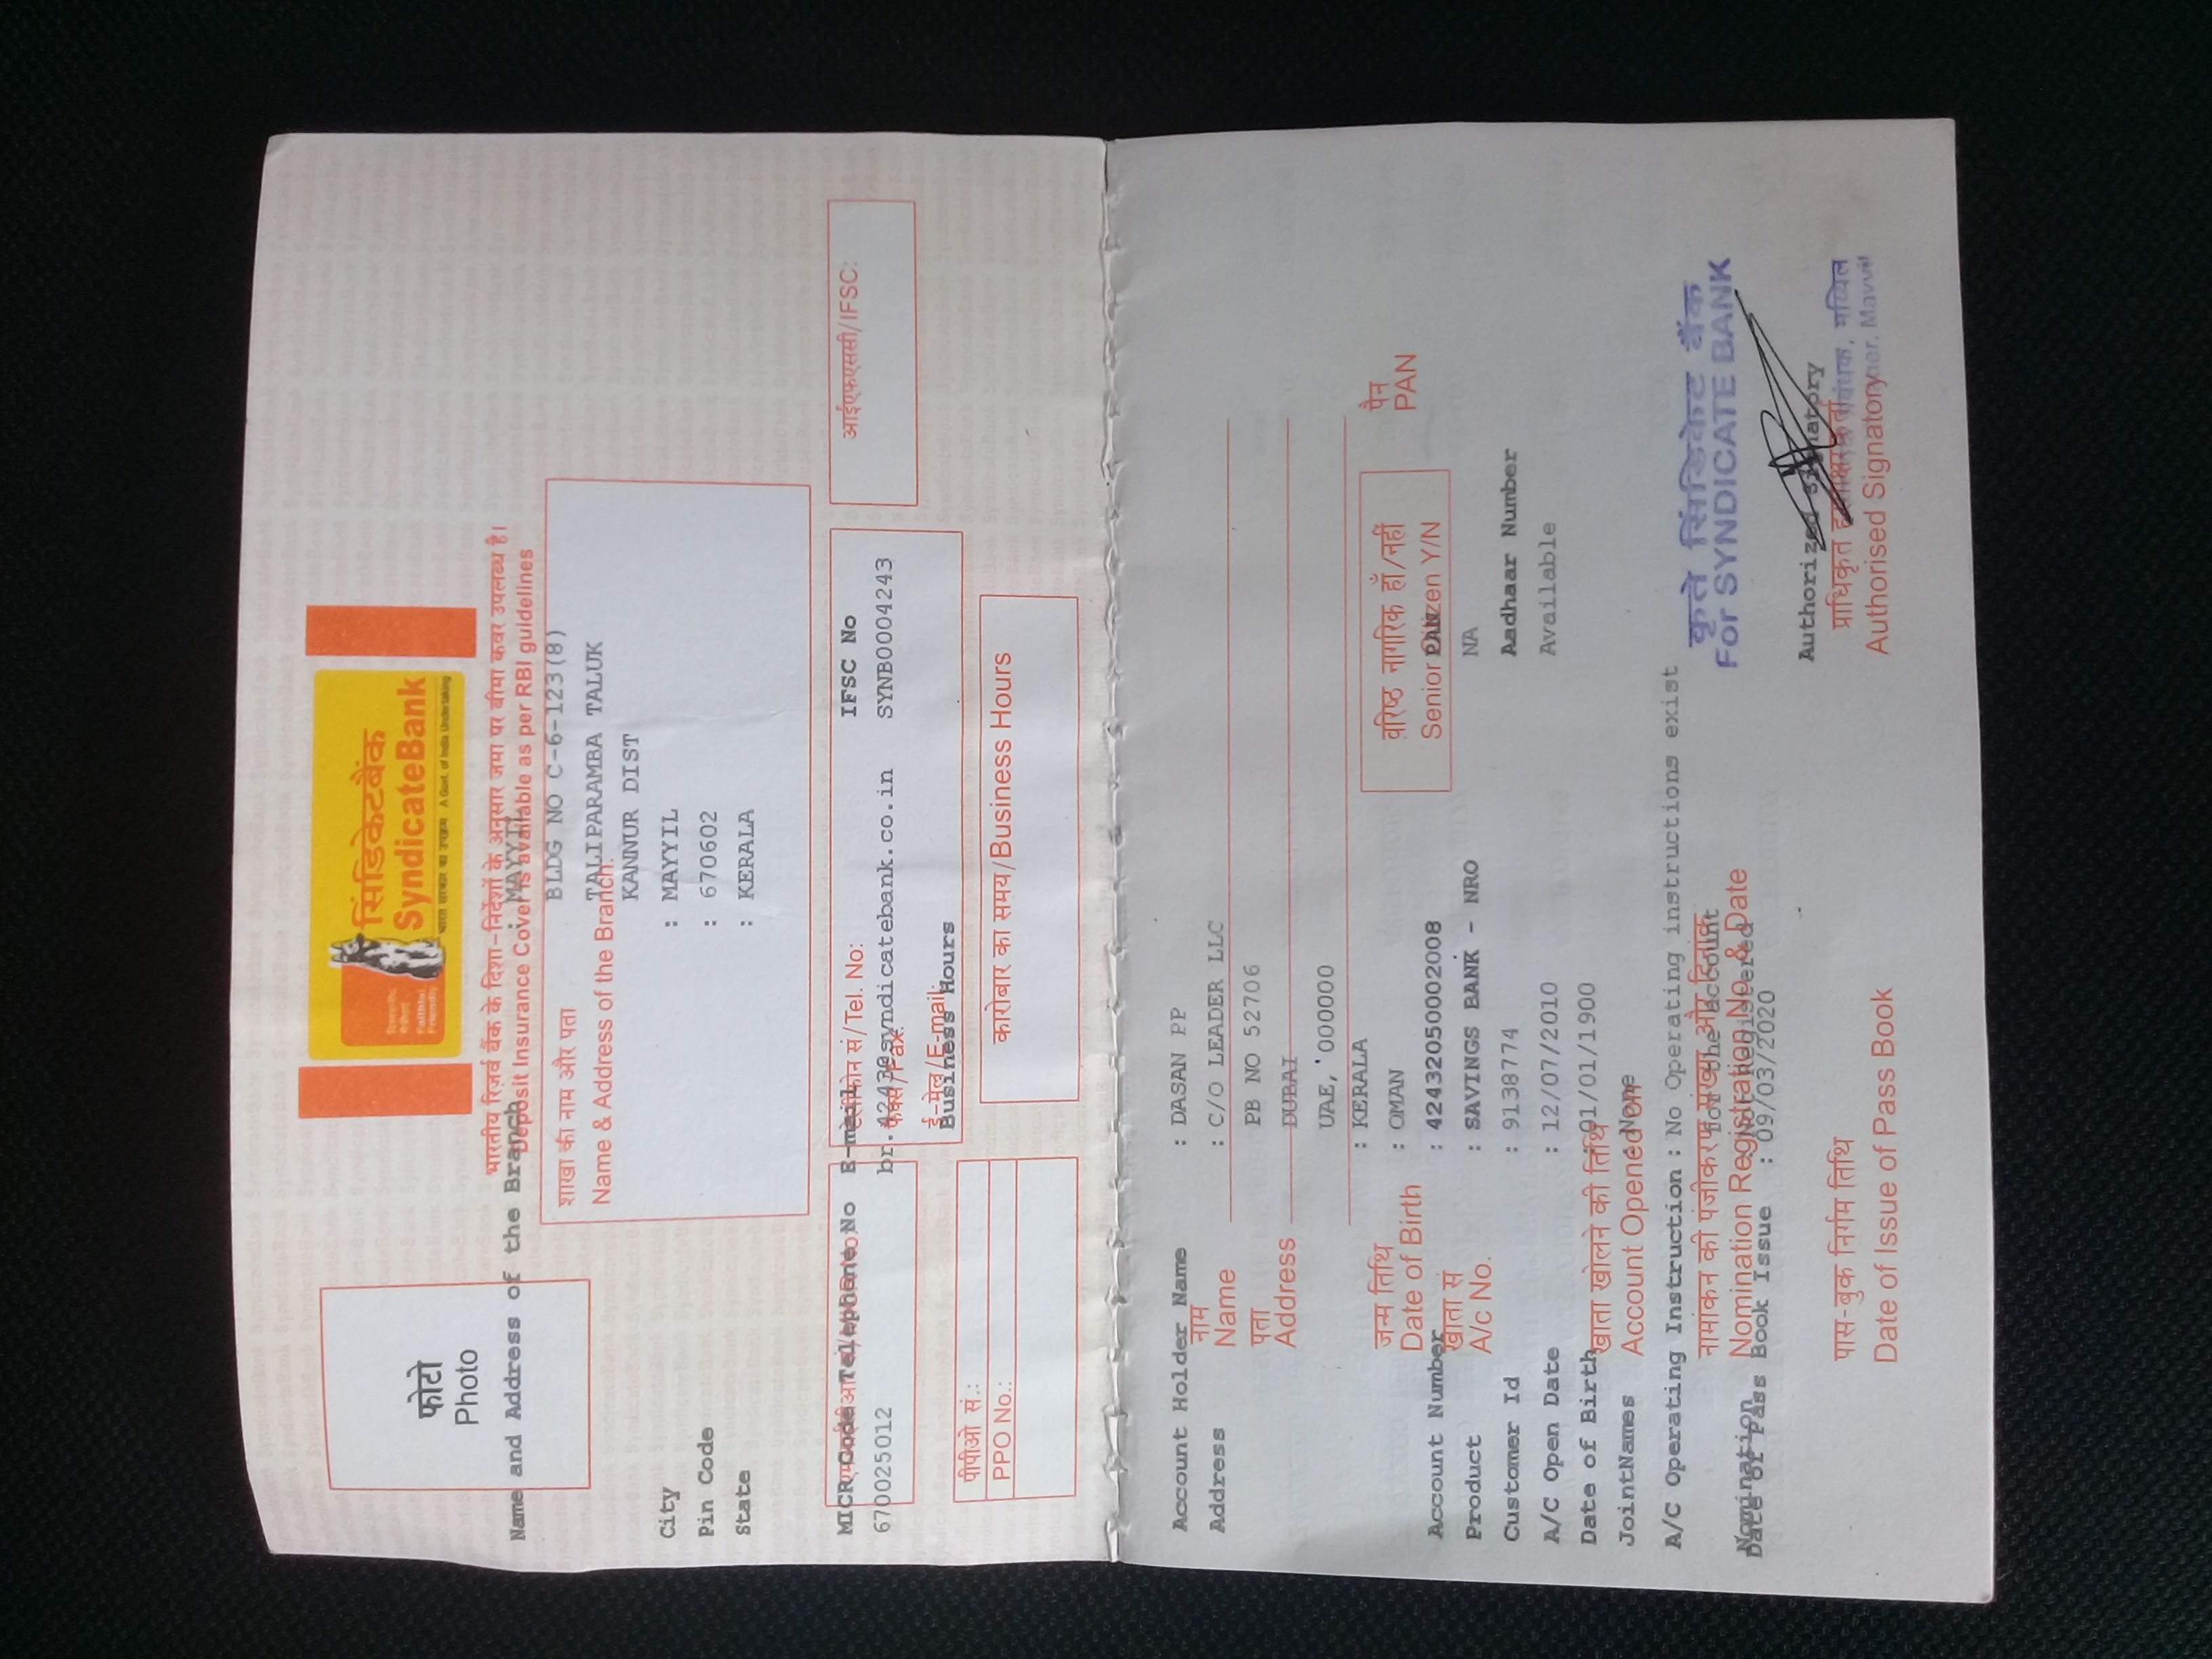 सिंडिकेटबैंक
SyndicateBank
Faithful
Friendly
भारत सरकार का उपक्रम A Govt. of India Undertaking
फोटो
Photo
भारतीय रिज़र्व बैंक के दिशा-निर्देशों के अनुसार जमा पर बीमा कवर उपलब्ध है।
Name and Address of the Branch : MAYYIL
Deposit Insurance Cover is available as per RBI guidelines
BLDG NO C-6-123(8)
शाखा की नाम और पता
TALIPARAMBA TALUK
Name & Address of the Branch:
KANNUR DIST
City : MAYYIL
Pin Code : 670602
State : KERALA
MICR Code Telephone No E-mail IFSC No
एमआईसीआर सं/MICR No: टेलीफोन सं/Tel. No: आईएफएससी/IFSC:
670025012 br.4243@syndicatebank.co.in SYNB0004243
फैक्स/Fax:
ई-मेल/E-mail:
Business Hours
पीपीओ सं.:
PPO No.:
कारोबार का समय/Business Hours
Account Holder Name : DASAN PP
नाम
Address : C/O LEADER LLC
Name
PB NO 52706
पता
Address
DUBAI
UAE, '000000
: KERALA
जन्म तिथि
Date of Birth
: OMAN
वरिष्ठ नागरिक हाँ/नहीं
Senior Citizen Y/N
पैन
PAN
Account Number : 42432050002008 PAN
खाता सं
A/c No.
Product : SAVINGS BANK - NRO NA
Customer Id : 9138774 Aadhaar Number
A/C Open Date : 12/07/2010 Available
Date of Birth : 01/01/1900
खाता खोलने की तिथि
JointNames : None
Account Opened on
A/C Operating Instruction : No Operating instructions exist
for the account
नामांकन की पंजीकरण संख्या और दिनांक
Nomination Registration No. & Date
Nomination : Not Registered
Date of Pass Book Issue : 09/03/2020
कृते सिंडिकेट बैंक
For SYNDICATE BANK
Authorized Signatory
पास-बुक निर्गम तिथि
Date of Issue of Pass Book
प्राधिकृत हस्ताक्षरकर्ता
Authorised Signatory
प्रबंधक, मय्यिल